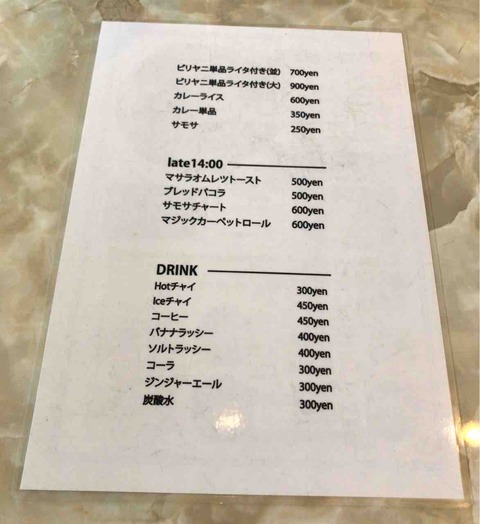 ビリヤニ単品ライタ付き(並) 700yen
ビリヤニ単品ライタ付き(大) 900yen
カレーライス 600yen
カレー単品 350yen
サモサ 250yen
late14:00
マサラオムレツトースト 500yen
ブレッドパコラ 500yen
サモサチャート 600yen
マジックカーペットロール 600yen
DRINK
Hotチャイ 300yen
Iceチャイ 450yen
コーヒー 450yen
バナナラッシー 400yen
ソルトラッシー 400yen
コーラ 300yen
ジンジャーエール 300yen
炭酸水 300yen